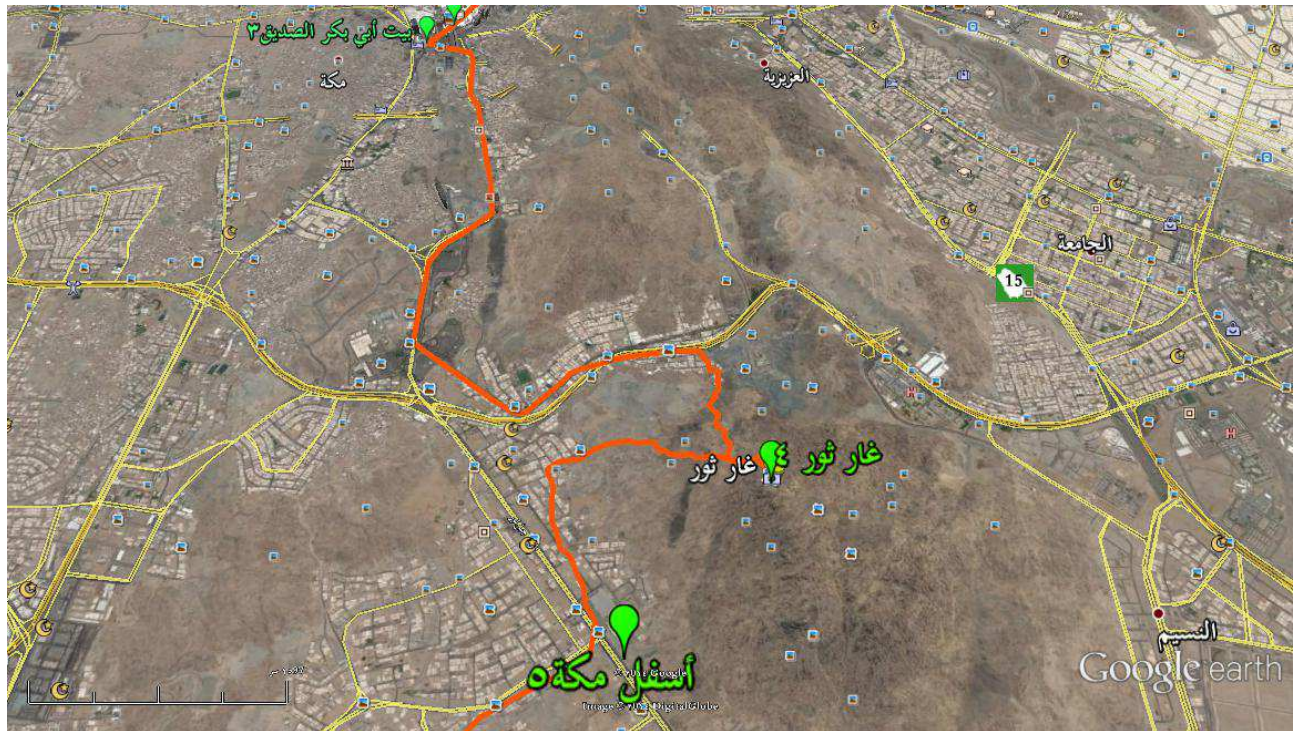 بيت أبي بكر الصديق٣
مكة
العزيزية
الجامعة
15
غار ثور ٤
غار ثور
النسيم
أسفل مكة٥
Google earth